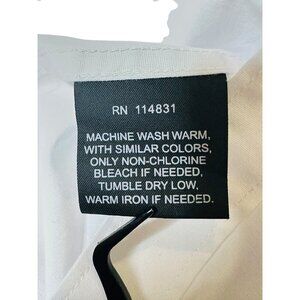 RN 114831
MACHINE WASH WARM,
WITH SIMILAR COLORS,
ONLY NON-CHLORINE
BLEACH IF NEEDED,
TUMBLE DRY LOW.
WARM IRON IF NEEDED.